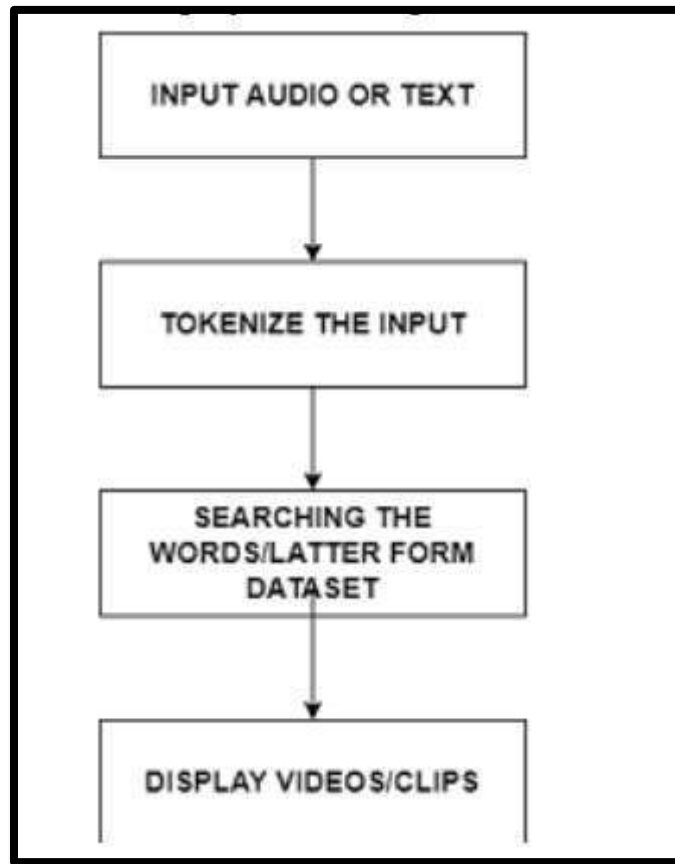 INPUT AUDIO OR TEXT
TOKENIZE THE INPUT
SEARCHING THE
WORDS/LATTER FORM
DATASET
DISPLAY VIDEOS/CLIPS